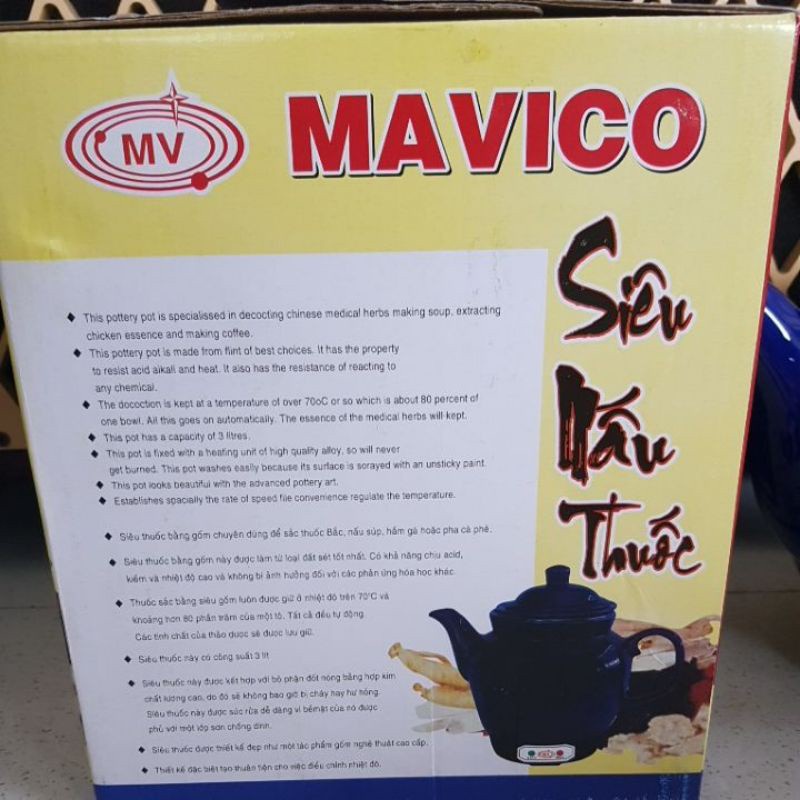 MV
MAVICO
Siêu
Nấu
Thuốc
This pottery pot is specialissed in decocting chinese medical herbs making soup, extracting
chicken essence and making coffee.
This pottery pot is made from flint of best choices. It has the property
to resist acid aikali and heat. It also has the resistance of reacting to
any chemical.
The docoction is kept at a temperature of over 70oC or so which is about 80 percent of
one bowl. All this goes on automatically. The essence of the medical herbs will kept.
This pot has a capacity of 3 litres.
This pot is fixed with a heating unit of high quality alloy, so will never
get burned. This pot washes easily because its surface is sorayed with an unsticky paint.
This pot looks beautiful with the advanced pottery art.
Establishes spacially the rate of speed file convenience regulate the temperature.
Siêu thuốc bằng gốm chuyên dùng để sắc thuốc Bắc, nấu súp, hầm gà hoặc pha cà phê.
Siêu thuốc bằng gốm này được làm từ loại đất sét tốt nhất. Có khả năng chịu acid,
kiềm và nhiệt độ cao và không bị ảnh hưởng đối với các phản ứng hóa học khác.
Thuốc sắc bằng siêu gốm luôn được giữ ở nhiệt độ trên 70°C và
khoảng hơn 80 phần trăm của một tô. Tất cả đều tự động
Các tinh chất của thảo dược sẽ được lưu giữ.
Siêu thuốc này có công suất 3 lít
Siêu thuốc này được kết hợp với bộ phận đốt nóng bằng hợp kim
chất lượng cao, do đó sẽ không bao giờ bị cháy hay hư hỏng.
Siêu thuốc này được súc rửa dễ dàng vì bề mặt của nó được
phủ với một lớp sơn chống dính.
Siêu thuốc được thiết kế đẹp như một tác phẩm gốm nghệ thuật cao cấp.
Thiết kế đặc biệt tạo thuận tiện cho việc điều chỉnh nhiệt độ.